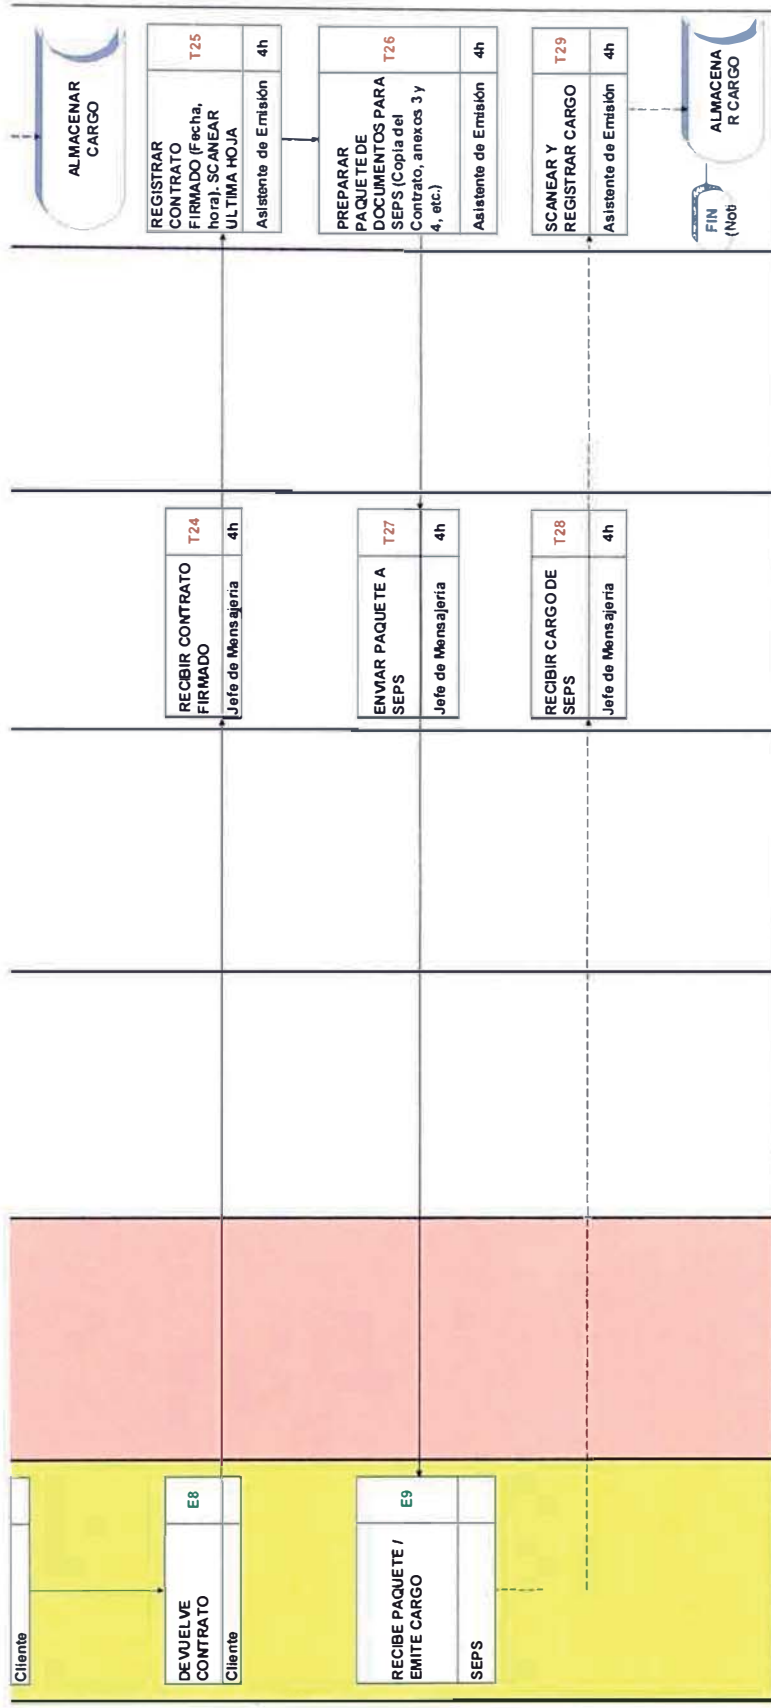 Cliente
DEVUELVE
CONTRATO
E8
Cliente
RECIBE PAQUETE /
EMITE CARGO
E9
SEPS
RECIBIR CONTRATO
FIRMADO
T24
Jefe de Mensajeria
4h
ENVIAR PAQUETE A
SEPS
T27
Jefe de Mensajeria
4h
RECIBIR CARGO DE
SEPS
T28
Jefe de Mensajeria
4h
ALMACENAR
CARGO
REGISTRAR
CONTRATO
FIRMADO (Fecha,
hora). SCANEAR
ULTIMA HOJA
T25
Asistente de Emisión
4h
PREPARAR
PAQUETE DE
DOCUMENTOS PARA
SEPS (Copia del
Contrato, anexos 3 y
4, etc.)
T26
Asistente de Emisión
4h
SCANEAR Y
REGISTRAR CARGO
T29
Asistente de Emisión
4h
FIN
(Noti
ALMACENA
R CARGO